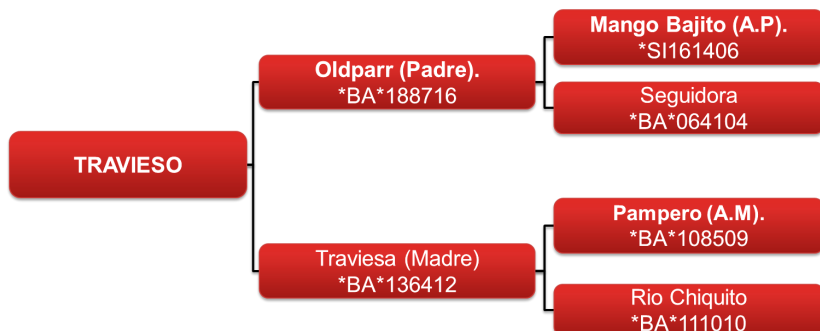 TRAVIESO
Oldparr (Padre).
*BA*188716
Traviesa (Madre)
*BA*136412
Mango Bajito (A.P).
*SI161406
Seguidora
*BA*064104
Pampero (A.M).
*BA*108509
Rio Chiquito
*BA*111010